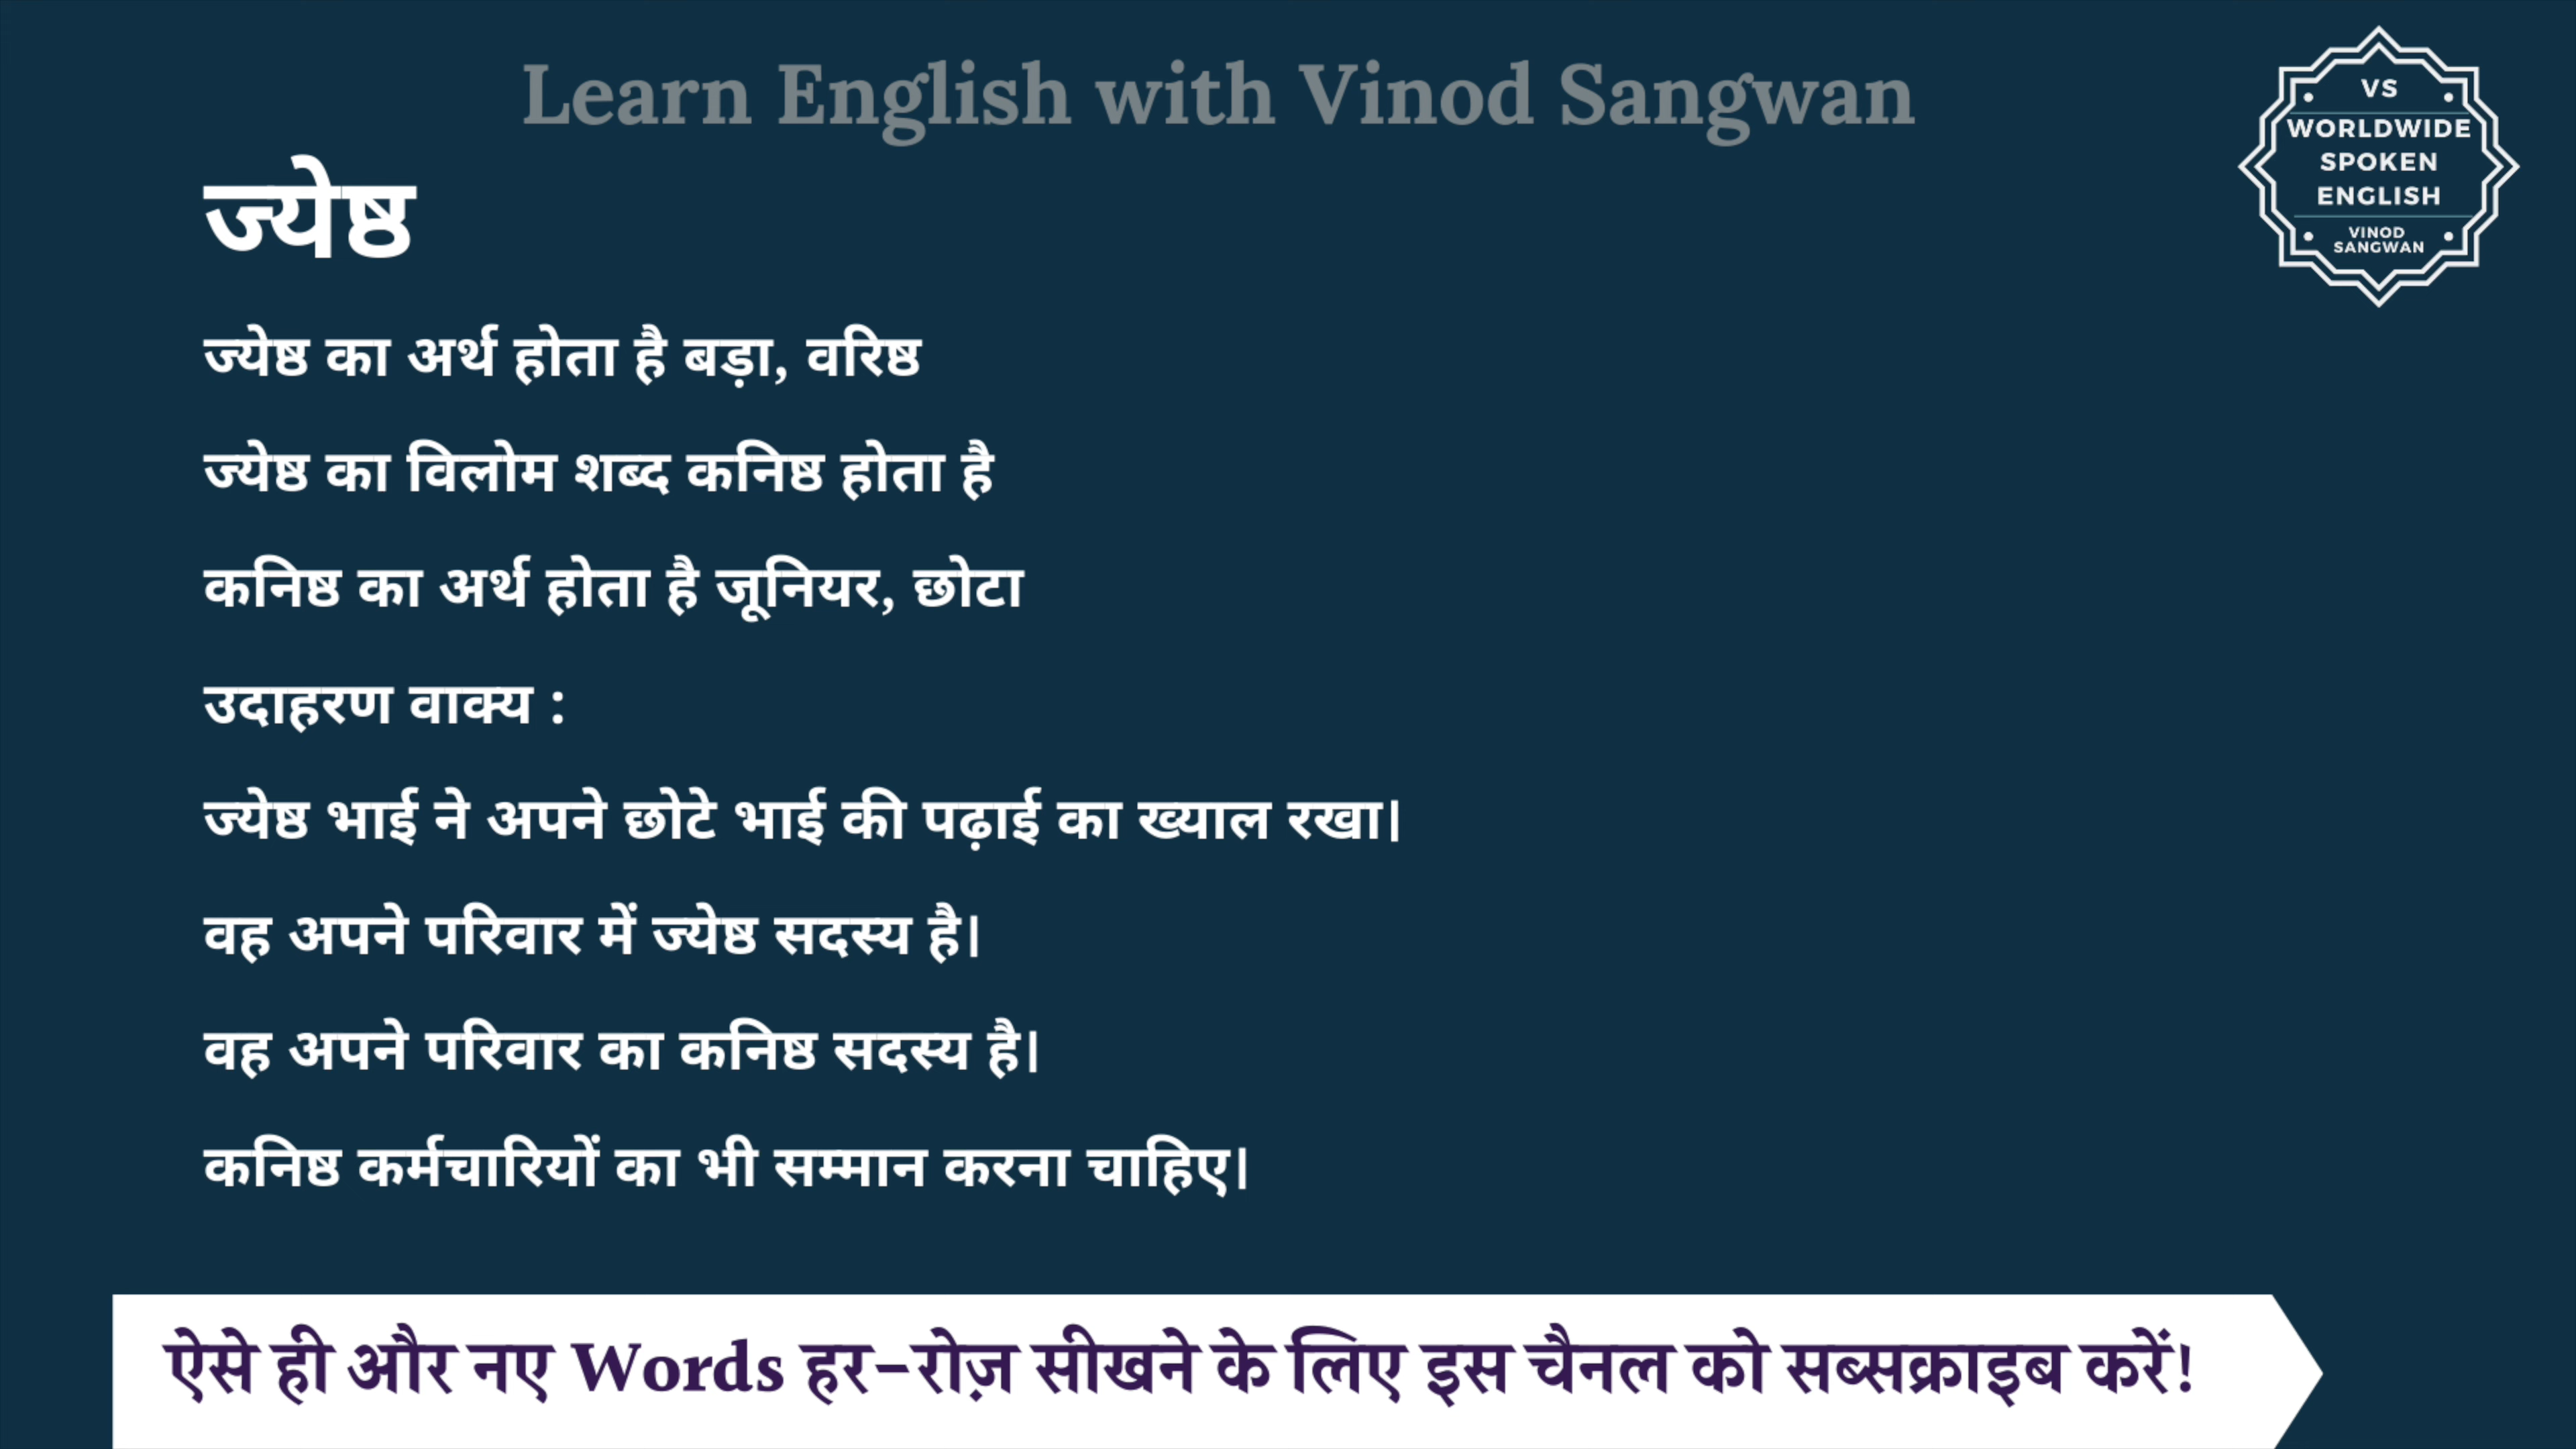 Learn English with Vinod Sangwan
VS
WORLDWIDE
SPOKEN
ENGLISH
VINOD
SANGWAN
ज्येष्ठ
ज्येष्ठ का अर्थ होता है बड़ा, वरिष्ठ
ज्येष्ठ का विलोम शब्द कनिष्ठ होता है
कनिष्ठ का अर्थ होता है जूनियर, छोटा
उदाहरण वाक्य :
ज्येष्ठ भाई ने अपने छोटे भाई की पढ़ाई का ख्याल रखा।
वह अपने परिवार में ज्येष्ठ सदस्य है।
वह अपने परिवार का कनिष्ठ सदस्य है।
कनिष्ठ कर्मचारियों का भी सम्मान करना चाहिए।
ऐसे ही और नए Words हर-रोज़ सीखने के लिए इस चैनल को सब्सक्राइब करें!